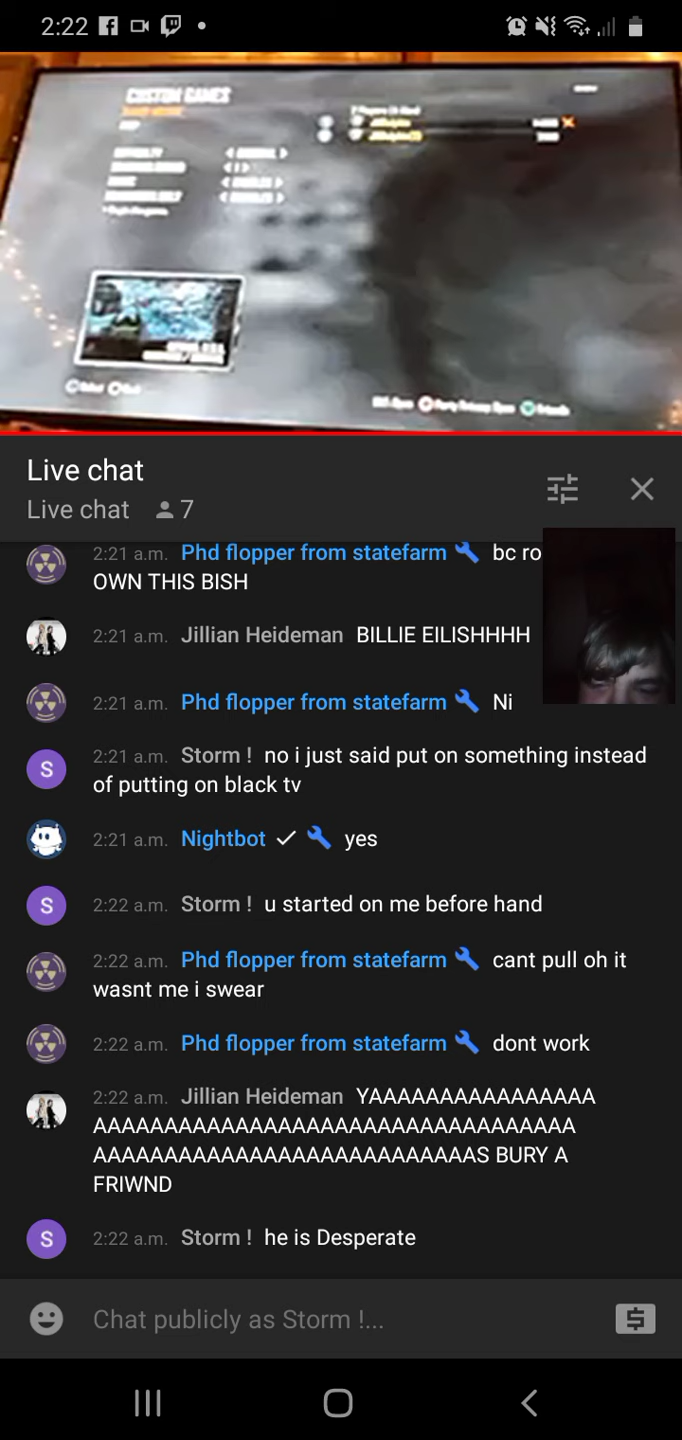 2:22
CUSTOM GAMES
Live chat
Live chat 7
2:21 a.m. Phd flopper from statefarm bc ro
OWN THIS BISH
2:21 a.m. Jillian Heideman BILLIE EILISHHHH
2:21 a.m. Phd flopper from statefarm Ni
S 2:21 a.m. Storm ! no i just said put on something instead
of putting on black tv
2:21 a.m. Nightbot yes
S 2:22 a.m. Storm ! u started on me before hand
2:22 a.m. Phd flopper from statefarm cant pull oh it
wasnt me i swear
2:22 a.m. Phd flopper from statefarm dont work
2:22 a.m. Jillian Heideman YAAAAAAAAAAAAAAAA
AAAAAAAAAAAAAAAAAAAAAAAAAAAAAAAAAA
AAAAAAAAAAAAAAAAAAAAAAAAAAAS BURY A
FRIWND
S 2:22 a.m. Storm ! he is Desperate
Chat publicly as Storm !...